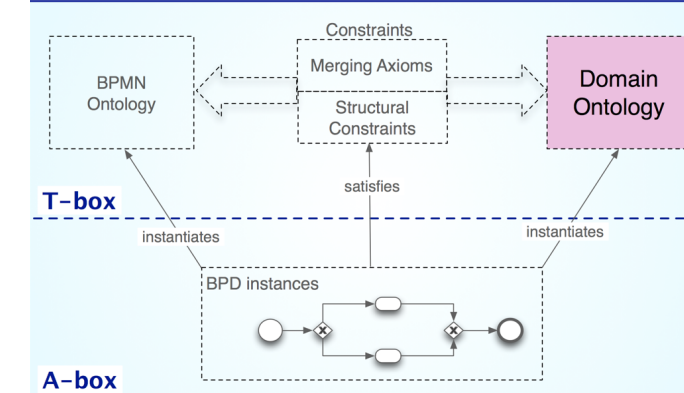 Constraints
BPMN
Ontology
Merging Axioms
Structural
Constraints
Domain
Ontology
satisfies
T-box
instantiates
instantiates
BPD instances
X
X
A-box